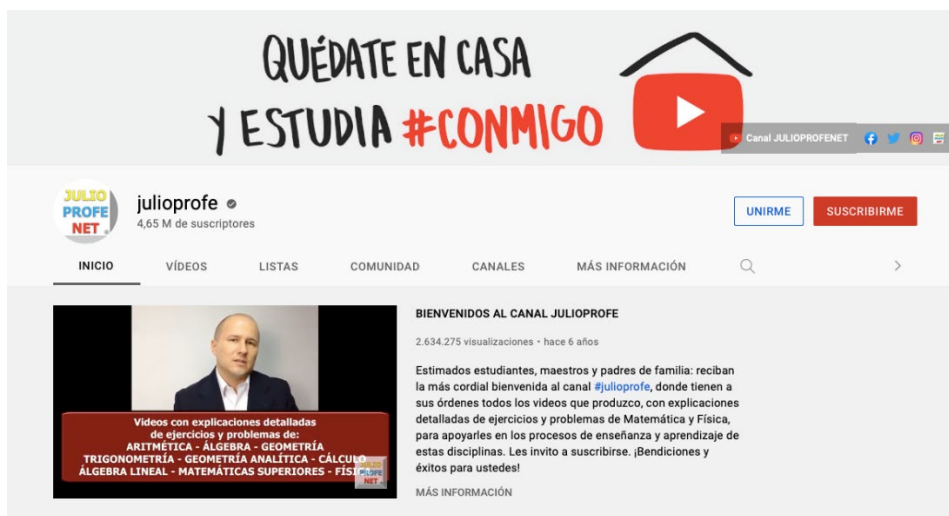 QUÉDATE EN CASA
Y ESTUDIA #CONMIGO
Canal JULIOPROFENET
JULIO
PROFE
NET
julioprofe
4,65 M de suscriptores
UNIRME
SUSCRIBIRME
INICIO
VÍDEOS
LISTAS
COMUNIDAD
CANALES
MÁS INFORMACIÓN
Videos con explicaciones detalladas
de ejercicios y problemas de:
ARITMÉTICA - ÁLGEBRA - GEOMETRÍA
TRIGONOMETRÍA - GEOMETRÍA ANALÍTICA - CÁLCULO
ÁLGEBRA LINEAL - MATEMÁTICAS SUPERIORES - FÍSICA
JULIO
PROFE
NET
BIENVENIDOS AL CANAL JULIOPROFE
2.634.275 visualizaciones • hace 6 años
Estimados estudiantes, maestros y padres de familia: reciban
la más cordial bienvenida al canal #julioprofe, donde tienen a
sus órdenes todos los videos que produzco, con explicaciones
detalladas de ejercicios y problemas de Matemática y Física,
para apoyarles en los procesos de enseñanza y aprendizaje de
estas disciplinas. Les invito a suscribirse. ¡Bendiciones y
éxitos para ustedes!
MÁS INFORMACIÓN